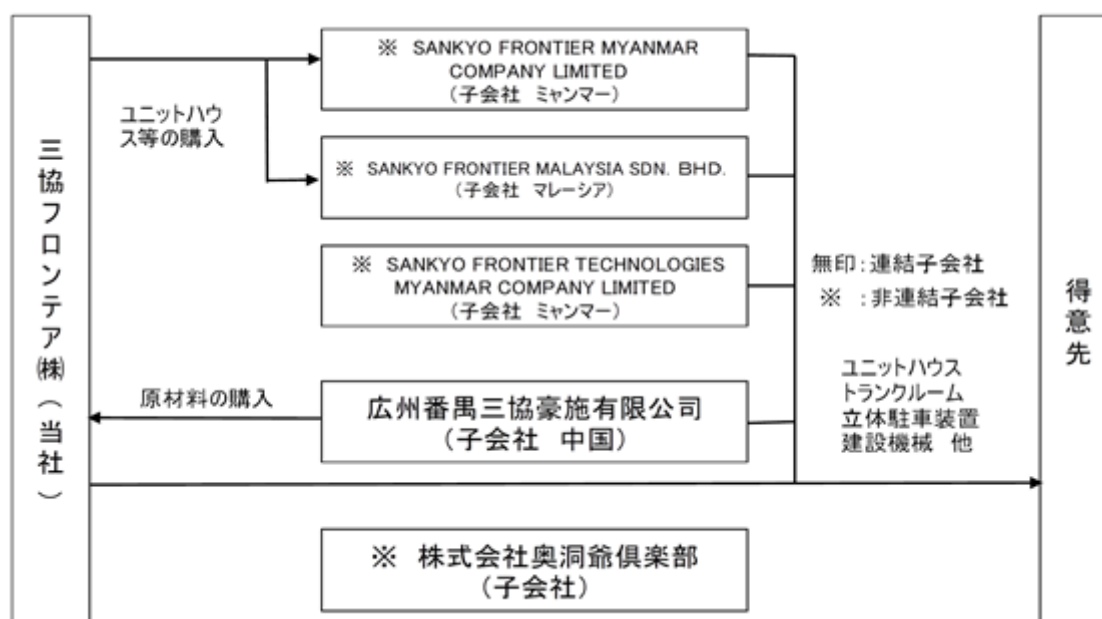 三協フロンテア㈱(当社)
ユニットハウ
ス等の購入
原材料の購入
※ SANKYO FRONTIER MYANMAR
COMPANY LIMITED
(子会社 ミャンマー)
※ SANKYO FRONTIER MALAYSIA SDN. BHD.
(子会社 マレーシア)
※ SANKYO FRONTIER TECHNOLOGIES
MYANMAR COMPANY LIMITED
(子会社 ミャンマー)
広州番禺三協豪施有限公司
(子会社 中国)
※ 株式会社奥洞爺倶楽部
(子会社)
無印:連結子会社
※ :非連結子会社
ユニットハウス
トランクルーム
立体駐車装置
建設機械 他
得意先